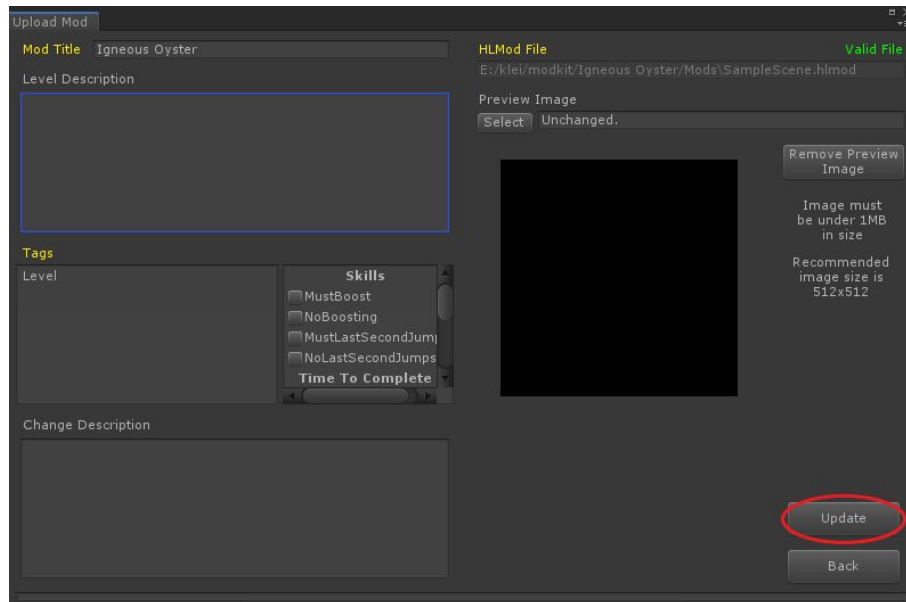 Upload Mod
Mod Title Igneous Oyster
Level Description
Tags
Level
Skills
MustBoost
NoBoosting
MustLastSecondJump
NoLastSecondJumps
Time To Complete
Change Description
HLMod File Valid File
E:/klei/modkit/Igneous Oyster/Mods\SampleScene.hlmod
Preview Image
Select Unchanged.
Remove Preview
Image
Image must
be under 1MB
in size
Recommended
image size is
512x512
Update
Back